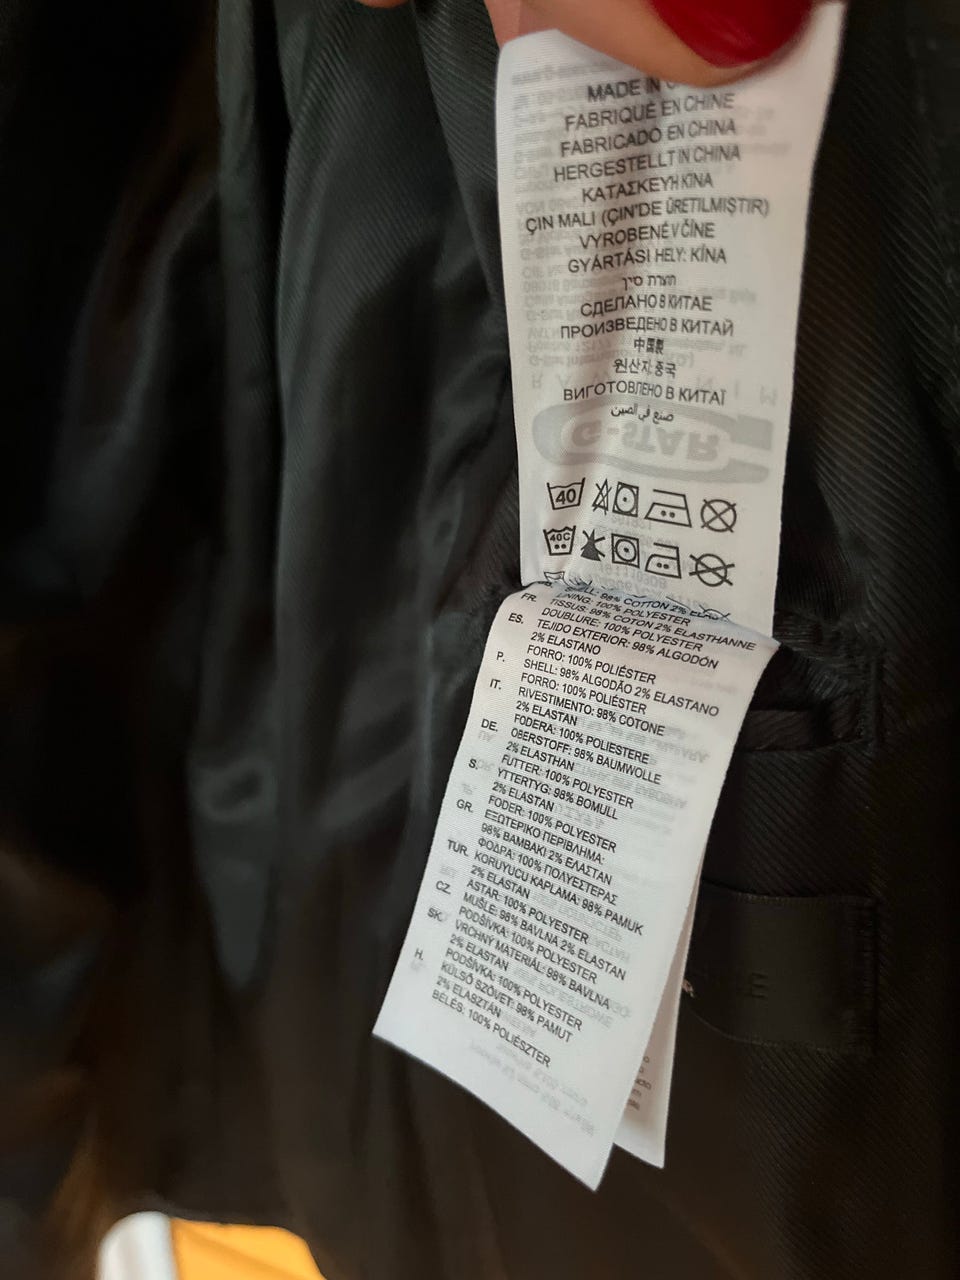 MADE IN
FABRIQUÉ EN CHINE
FABRICADO EN CHINA
HERGESTELLT IN CHINA
ΚΑΤΑΣΚΕΥΗ ΚΙΝΑ
ÇIN MALI (ÇIN'DE ÜRETILMIŞTIR)
VYROBENÉ V ČÍNE
GYÁRTÁSI HELY: KÍNA
תוצרת סין
СДЕЛАНО В КИТАЕ
ПРОИЗВЕДЕНО В КИТАЙ
中国製
원산지 중국
ВИГОТОВЛЕНО В КИТАЇ
صنع في الصين
G-STAR
40
40C
SHELL: 98% COTTON 2%
LINING: 100% POLYESTER
FR. TISSUS: 98% COTON 2% ELASTHANNE
DOUBLURE: 100% POLYESTER
ES. TEJIDO EXTERIOR: 98% ALGODÓN
2% ELASTANO
FORRO: 100% POLIÉSTER
P. SHELL: 98% ALGODÃO 2% ELASTANO
FORRO: 100% POLIÉSTER
IT. RIVESTIMENTO: 98% COTONE
2% ELASTAN
FODERA: 100% POLIESTERE
DE. OBERSTOFF: 98% BAUMWOLLE
2% ELASTHAN
FUTTER: 100% POLYESTER
S. YTTERTYG: 98% BOMULL
2% ELASTAN
FODER: 100% POLYESTER
GR. ΕΞΩΤΕΡΙΚΟ ΠΕΡΙΒΛΗΜΑ:
98% ΒΑΜΒΑΚΙ 2% ΕΛΑΣΤΑΝ
ΦΟΔΡΑ: 100% ΠΟΛΥΕΣΤΕΡΑΣ
TUR. KORUYUCU KAPLAMA: 98% PAMUK
2% ELASTAN
ASTAR: 100% POLYESTER
CZ. MUŠLE: 98% BAVLNA 2% ELASTAN
PODŠÍVKA: 100% POLYESTER
SK. VRCHNÝ MATERIÁL: 98% BAVLNA
2% ELASTAN
PODŠÍVKA: 100% POLYESTER
H. KÜLSŐ SZÖVET: 98% PAMUT
2% ELASZTÁN
BÉLÉS: 100% POLIÉSZTER